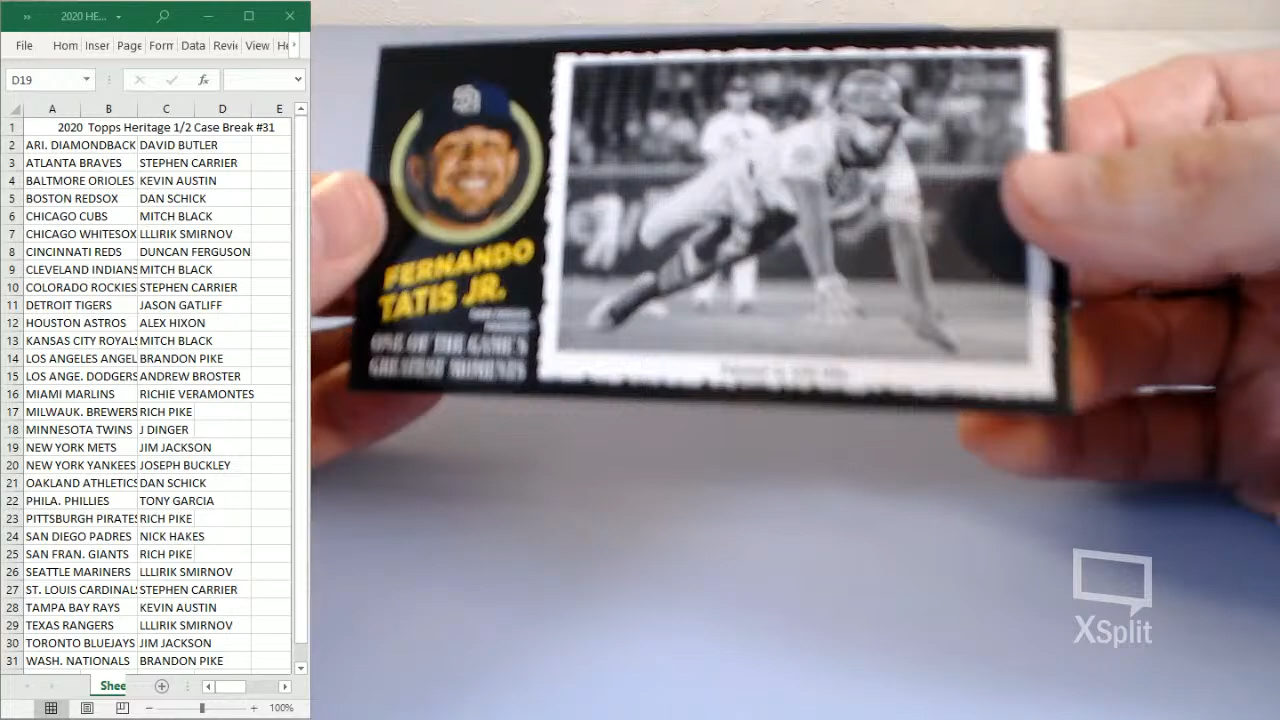 2020 HE...
File Hom Inser Page Forr Data Revie View He
D19
fx
A B C D E
1 2020 Topps Heritage 1/2 Case Break #31
2 ARI. DIAMONDBACK DAVID BUTLER
3 ATLANTA BRAVES STEPHEN CARRIER
4 BALTMORE ORIOLES KEVIN AUSTIN
5 BOSTON REDSOX DAN SCHICK
6 CHICAGO CUBS MITCH BLACK
7 CHICAGO WHITESOX LLLIRIK SMIRNOV
8 CINCINNATI REDS DUNCAN FERGUSON
9 CLEVELAND INDIANS MITCH BLACK
10 COLORADO ROCKIES STEPHEN CARRIER
11 DETROIT TIGERS JASON GATLIFF
12 HOUSTON ASTROS ALEX HIXON
13 KANSAS CITY ROYALS MITCH BLACK
14 LOS ANGELES ANGEL BRANDON PIKE
15 LOS ANGE. DODGERS ANDREW BROSTER
16 MIAMI MARLINS RICHIE VERAMONTES
17 MILWAUK. BREWERS RICH PIKE
18 MINNESOTA TWINS J DINGER
19 NEW YORK METS JIM JACKSON
20 NEW YORK YANKEES JOSEPH BUCKLEY
21 OAKLAND ATHLETICS DAN SCHICK
22 PHILA. PHILLIES TONY GARCIA
23 PITTSBURGH PIRATES RICH PIKE
24 SAN DIEGO PADRES NICK HAKES
25 SAN FRAN. GIANTS RICH PIKE
26 SEATTLE MARINERS LLLIRIK SMIRNOV
27 ST. LOUIS CARDINALS STEPHEN CARRIER
28 TAMPA BAY RAYS KEVIN AUSTIN
29 TEXAS RANGERS LLLIRIK SMIRNOV
30 TORONTO BLUEJAYS JIM JACKSON
31 WASH. NATIONALS BRANDON PIKE
Shee
100%
SD
FERNANDO
TATIS JR.
ONE OF THE GAME'S
GREATEST MOMENTS
XSplit